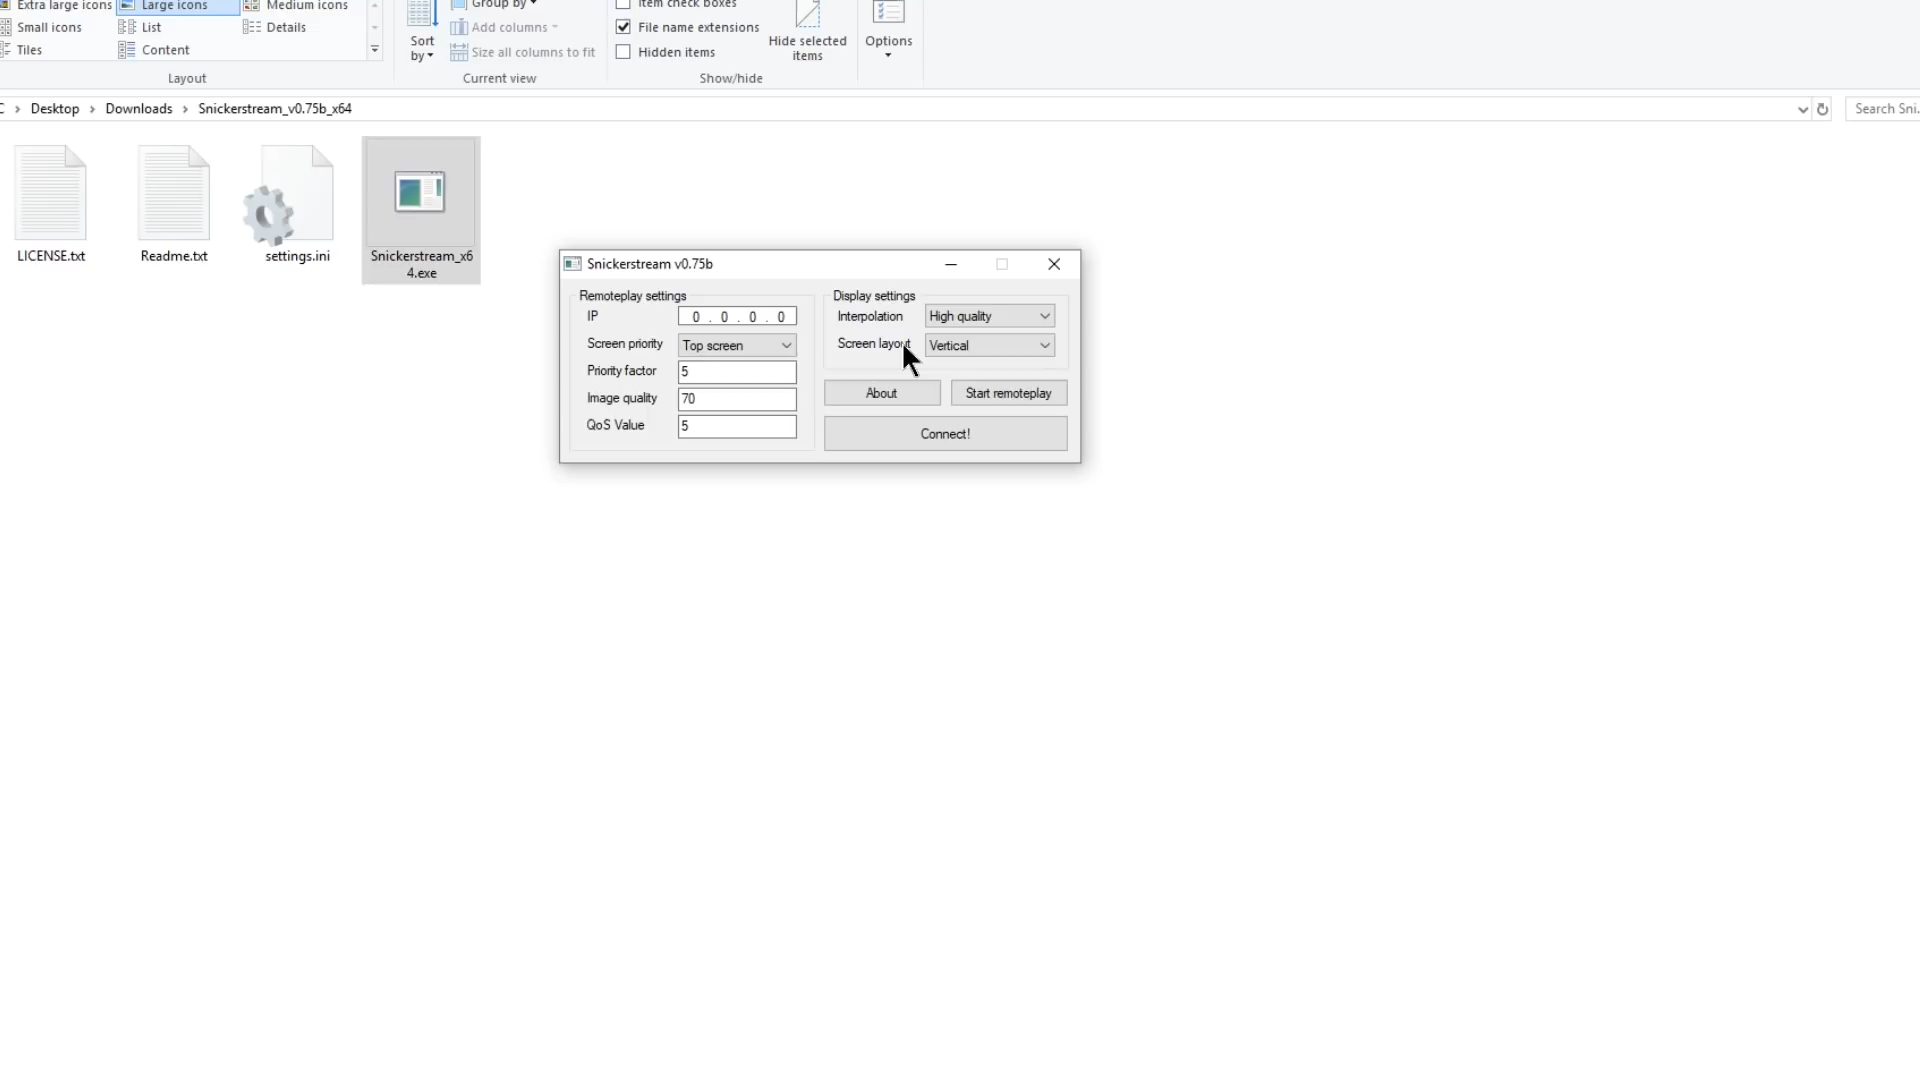 Extra large icons Large icons Medium icons Group by Item check boxes
Small icons List Details Add columns File name extensions
Tiles Content Sort by Size all columns to fit Hidden items Hide selected items Options
Layout Current view Show/hide
Desktop > Downloads > Snickerstream_v0.75b_x64 Search Sni...
LICENSE.txt Readme.txt settings.ini Snickerstream_x6
4.exe
Snickerstream v0.75b
Remoteplay settings Display settings
IP 0 . 0 . 0 . 0 Interpolation High quality
Screen priority Top screen Screen layout Vertical
Priority factor 5
About Start remoteplay
Image quality 70
QoS Value 5 Connect!